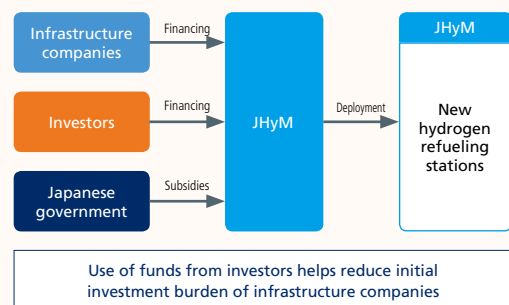 Infrastructure
companies
Financing
JHyM
Investors
Financing
JHyM
Deployment
New
hydrogen
refueling
stations
Japanese
government
Subsidies
Use of funds from investors helps reduce initial
investment burden of infrastructure companies